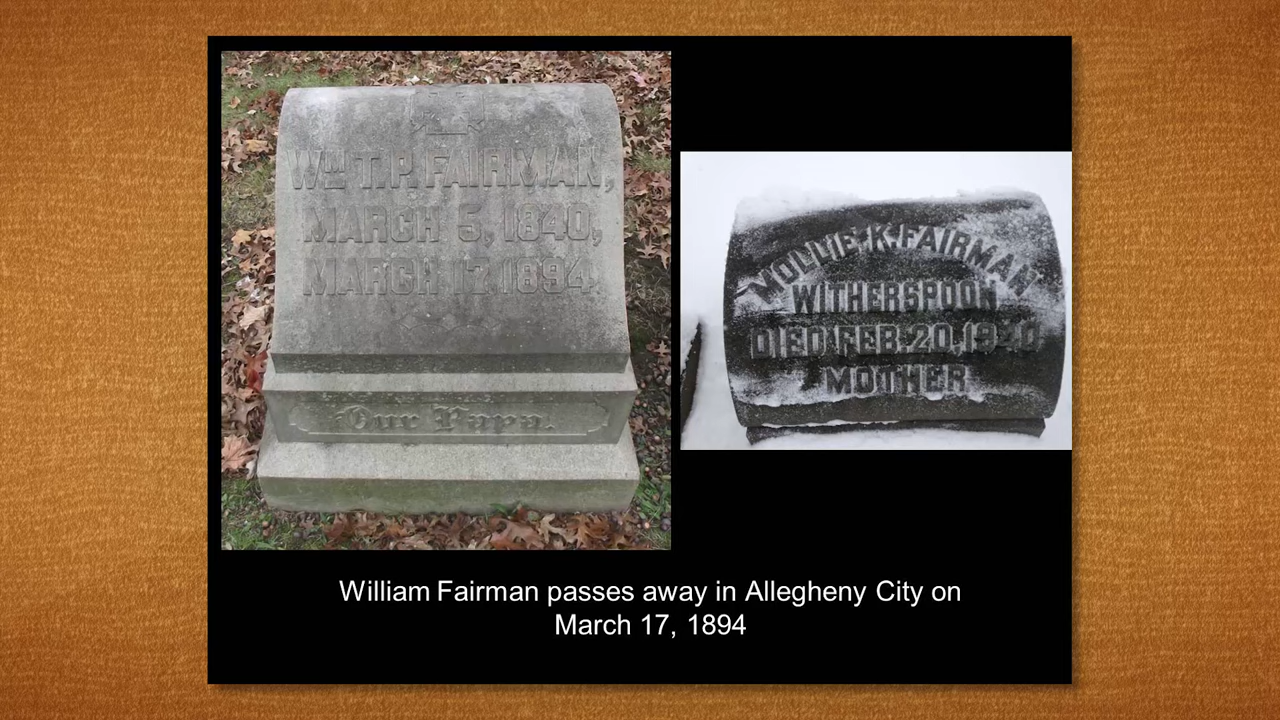 Wm T.P. FAIRMAN,
MARCH 5, 1840,
MARCH 17, 1894
Our Papa.
MOLLIE K. FAIRMAN
WITHERSPOON
DIED FEB. 20, 1920
MOTHER
William Fairman passes away in Allegheny City on
March 17, 1894